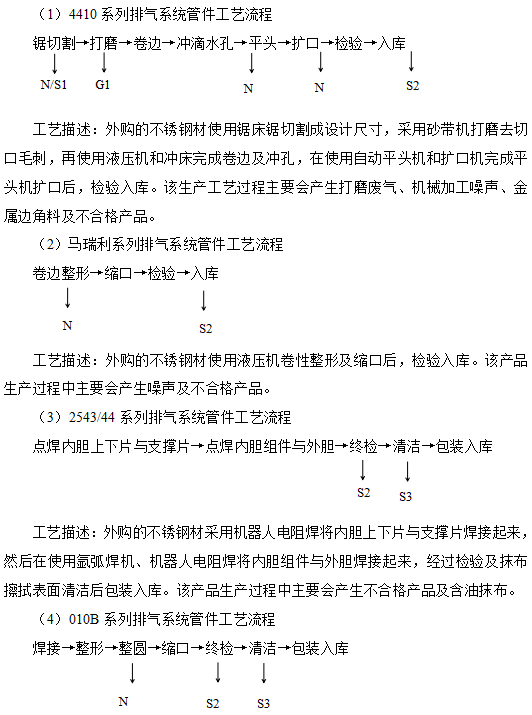 （1）4410系列排气系统管件工艺流程
锯切割→打磨→卷边→冲滴水孔→平头→扩口→检验→入库
N/S1 G1 N N S2
工艺描述：外购的不锈钢材使用锯床锯切割成设计尺寸，采用砂带机打磨去切
口毛刺，再使用液压机和冲床完成卷边及冲孔，在使用自动平头机和扩口机完成平
头机扩口后，检验入库。该生产工艺过程主要会产生打磨废气、机械加工噪声、金
属边角料及不合格产品。
（2）马瑞利系列排气系统管件工艺流程
卷边整形→缩口→检验→入库
N S2
工艺描述：外购的不锈钢材使用液压机卷性整形及缩口后，检验入库。该产品
生产过程中主要会产生噪声及不合格产品。
（3）2543/44系列排气系统管件工艺流程
点焊内胆上下片与支撑片→点焊内胆组件与外胆→终检→清洁→包装入库
S2 S3
工艺描述：外购的不锈钢材采用机器人电阻焊将内胆上下片与支撑片焊接起来，
然后在使用氩弧焊机、机器人电阻焊将内胆组件与外胆焊接起来，经过检验及抹布
擦拭表面清洁后包装入库。该产品生产过程中主要会产生不合格产品及含油抹布。
（4）010B系列排气系统管件工艺流程
焊接→整形→整圆→缩口→终检→清洁→包装入库
N S2 S3